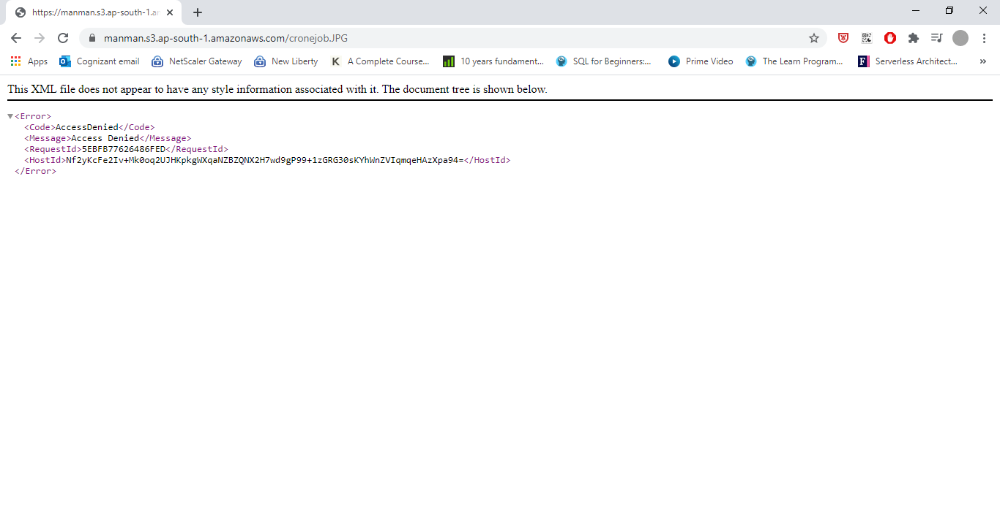 https://manman.s3.ap-south-1.ar
manman.s3.ap-south-1.amazonaws.com/cronejob.JPG
Apps Cognizant email NetScaler Gateway New Liberty K A Complete Course... 10 years fundament... SQL for Beginners:... Prime Video The Learn Program... F Serverless Architect... »
This XML file does not appear to have any style information associated with it. The document tree is shown below.
▼<Error>
<Code>AccessDenied</Code>
<Message>Access Denied</Message>
<RequestId>5EBFB77626486FED</RequestId>
<HostId>Nf2yKcFe2Iv+Mk0oq2UJHKpkgWXqaNZBZQNX2H7wd9gP99+1zGRG30sKYhWnZVIqmqeHAzXpa94=</HostId>
</Error>